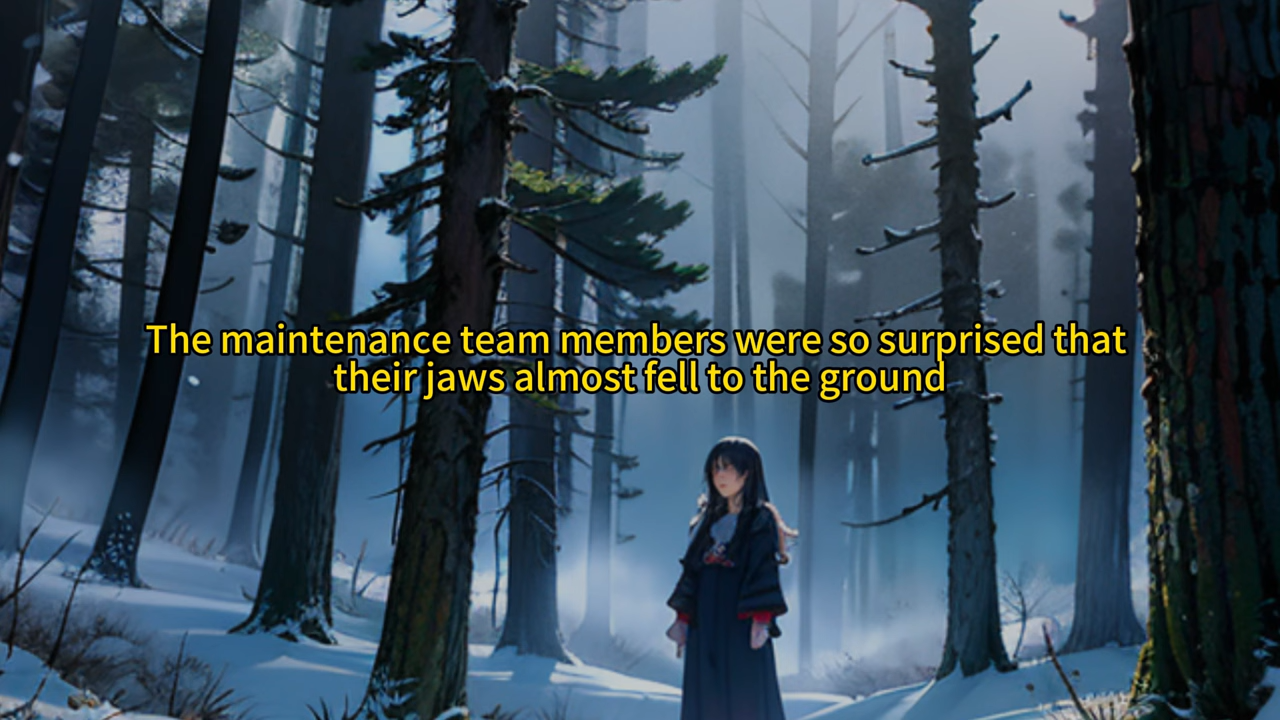 The maintenance team members were so surprised that
their jaws almost fell to the ground